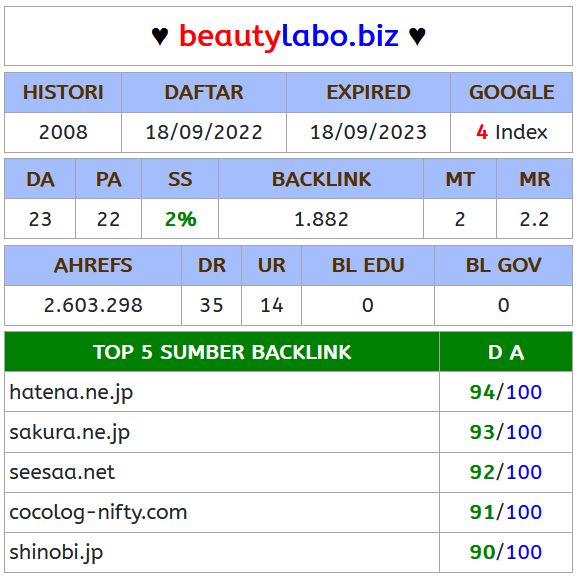 ♥ beautylabo.biz ♥
HISTORI DAFTAR EXPIRED GOOGLE
2008 18/09/2022 18/09/2023 4 Index
DA PA SS BACKLINK MT MR
23 22 2% 1.882 2 2.2
AHREFS DR UR BL EDU BL GOV
2.603.298 35 14 0 0
TOP 5 SUMBER BACKLINK D A
hatena.ne.jp 94/100
sakura.ne.jp 93/100
seesaa.net 92/100
cocolog-nifty.com 91/100
shinobi.jp 90/100